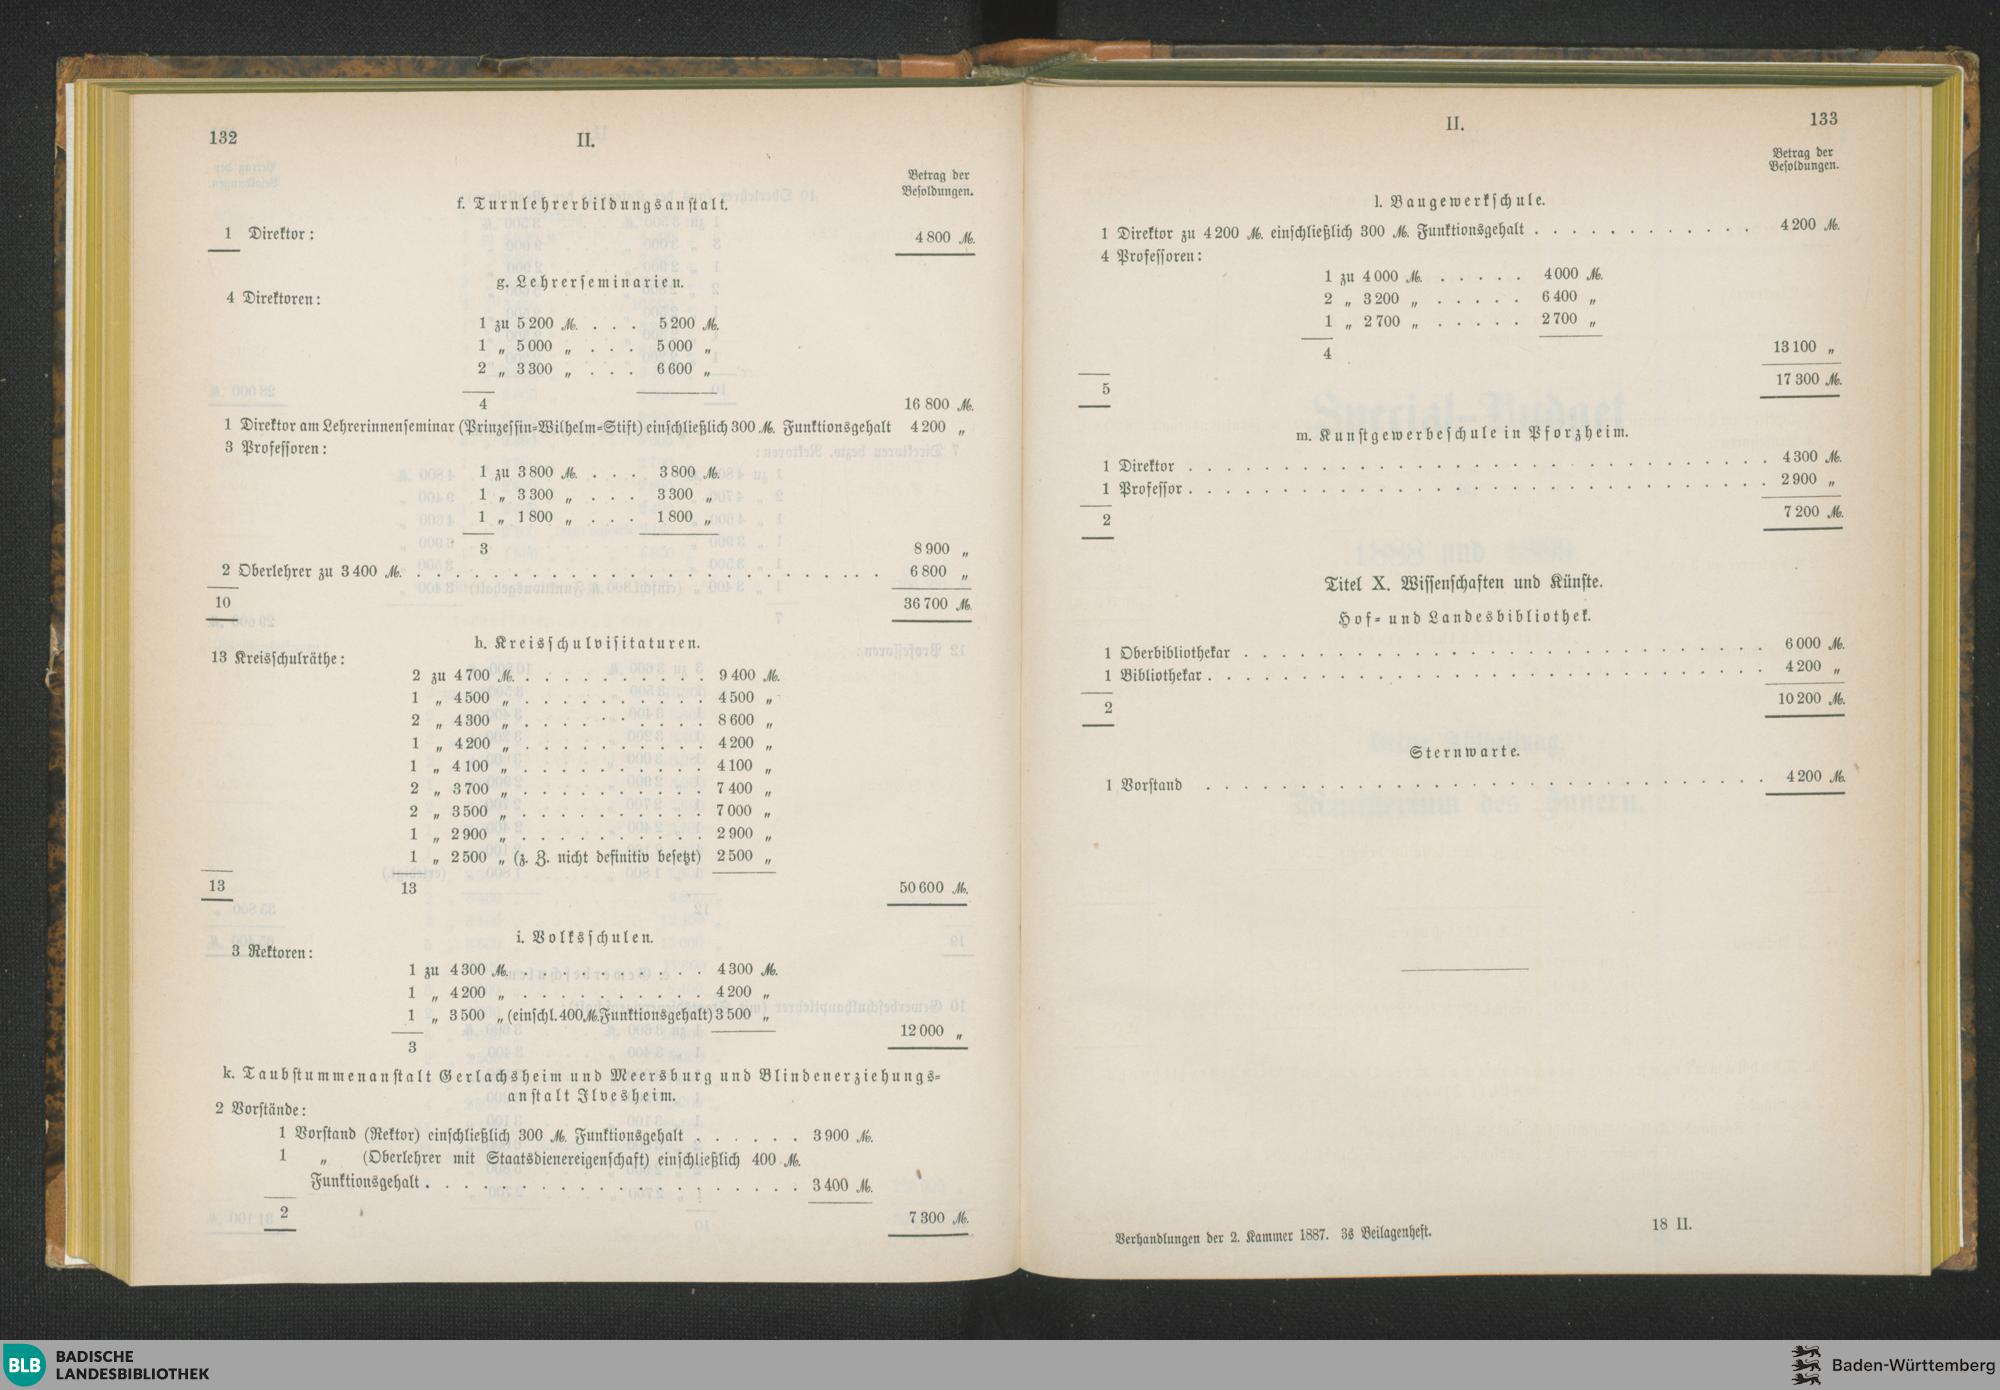 132
II.
Betrag der
Besoldungen.
f. Turnlehrerbildungsanstalt.
1 Direktor: 4 800 ℳ.
g. Lehrerseminarien.
4 Direktoren:
1 zu 5 200 ℳ. . . . 5 200 ℳ.
1 „ 5 000 „ . . . 5 000 „
2 „ 3 300 „ . . . 6 600 „
4 16 800 ℳ.
1 Direktor am Lehrerinnenseminar (Prinzessin-Wilhelm-Stift) einschließlich 300 ℳ. Funktionsgehalt 4 200 „
3 Professoren:
1 zu 3 800 ℳ. . . . 3 800 ℳ.
1 „ 3 300 „ . . . 3 300 „
1 „ 1 800 „ . . . 1 800 „
3 8 900 „
2 Oberlehrer zu 3 400 ℳ. . . . . . . . . . . . . . . . . . . . . . . . . . 6 800 „
10 36 700 ℳ.
h. Kreisschulvisitaturen.
13 Kreisschulräthe:
2 zu 4 700 ℳ. . . . . . . . . . . 9 400 ℳ.
1 „ 4 500 „ . . . . . . . . . . 4 500 „
2 „ 4 300 „ . . . . . . . . . . 8 600 „
1 „ 4 200 „ . . . . . . . . . . 4 200 „
1 „ 4 100 „ . . . . . . . . . . 4 100 „
2 „ 3 700 „ . . . . . . . . . . 7 400 „
2 „ 3 500 „ . . . . . . . . . . 7 000 „
1 „ 2 900 „ . . . . . . . . . . 2 900 „
1 „ 2 500 „ (z. Z. nicht definitiv besetzt) 2 500 „
13 13 50 600 ℳ.
i. Volksschulen.
3 Rektoren:
1 zu 4 300 ℳ. . . . . . . . . . . 4 300 ℳ.
1 „ 4 200 „ . . . . . . . . . . 4 200 „
1 „ 3 500 „ (einschl. 400 ℳ. Funktionsgehalt) 3 500 „
12 000 „
3
k. Taubstummenanstalt Gerlachsheim und Meersburg und Blindenerziehungs-
anstalt Ilvesheim.
2 Vorstände:
1 Vorstand (Rektor) einschließlich 300 ℳ. Funktionsgehalt . . . . . . 3 900 ℳ.
1 „ (Oberlehrer mit Staatsdienereigenschaft) einschließlich 400 ℳ.
Funktionsgehalt . . . . . . . . . . . . . . . . . . . . 3 400 ℳ.
2 7 300 ℳ.
II.
133
Betrag der
Besoldungen.
l. Baugewerkschule.
1 Direktor zu 4 200 ℳ. einschließlich 300 ℳ. Funktionsgehalt . . . . . . . . . . . . 4 200 ℳ.
4 Professoren:
1 zu 4 000 ℳ. . . . . . 4 000 ℳ.
2 „ 3 200 „ . . . . . 6 400 „
1 „ 2 700 „ . . . . . 2 700 „
4 13 100 „
5 17 300 ℳ.
m. Kunstgewerbeschule in Pforzheim.
1 Direktor . . . . . . . . . . . . . . . . . . . . . . . . . . . . . . . . 4 300 ℳ.
1 Professor . . . . . . . . . . . . . . . . . . . . . . . . . . . . . . . . 2 900 „
2 7 200 ℳ.
Titel X. Wissenschaften und Künste.
Hof- und Landesbibliothek.
1 Oberbibliothekar . . . . . . . . . . . . . . . . . . . . . . . . . . . . . 6 000 ℳ.
1 Bibliothekar . . . . . . . . . . . . . . . . . . . . . . . . . . . . . . . 4 200 „
2 10 200 ℳ.
Sternwarte.
1 Vorstand . . . . . . . . . . . . . . . . . . . . . . . . . . . . . . . 4 200 ℳ.
Verhandlungen der 2. Kammer 1887. 3s Beilagenheft.
18 II.
BLB BADISCHE
LANDESBIBLIOTHEK
Baden-Württemberg